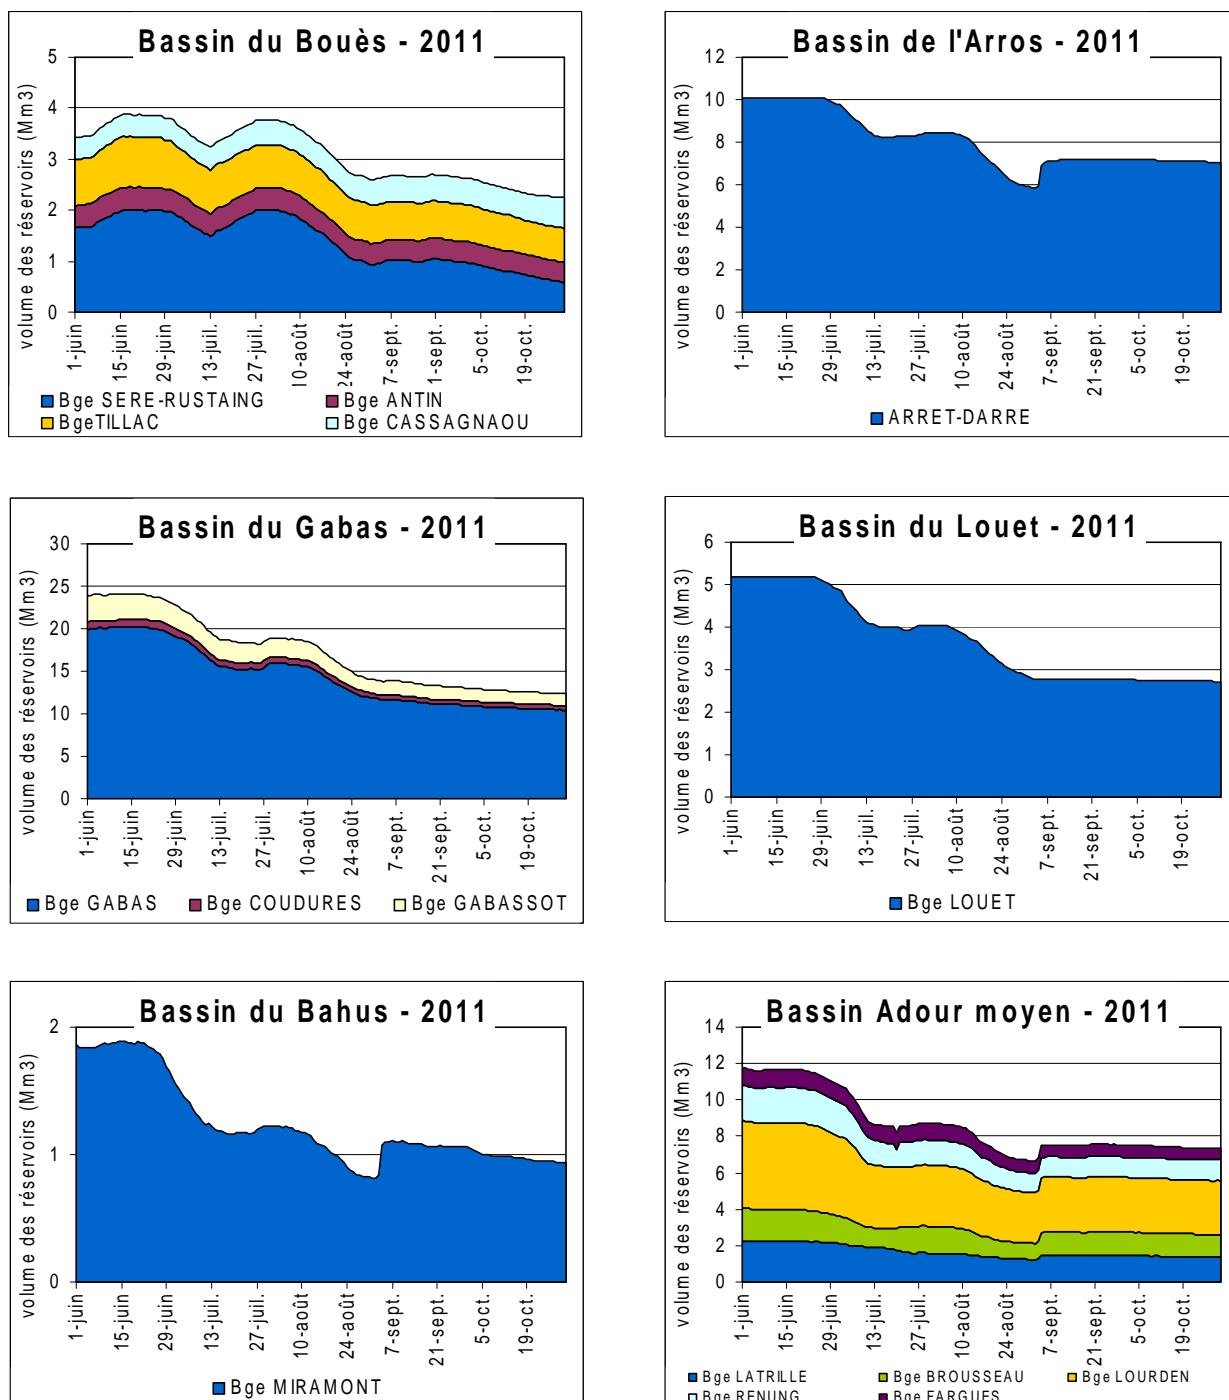 Bassin du Bouès - 2011
volume des réservoirs (Mm3)
5
4
3
2
1
0
1-juin
15-juin
29-juin
13-juil.
27-juil.
10-août
24-août
7-sept.
1-sept.
5-oct.
19-oct.
Bge SERE-RUSTAING
Bge ANTIN
BgeTILLAC
Bge CASSAGNAOU
Bassin de l'Arros - 2011
volume des réservoirs (Mm3)
12
10
8
6
4
2
0
1-juin
15-juin
29-juin
13-juil.
27-juil.
10-août
24-août
7-sept.
21-sept.
5-oct.
19-oct.
ARRET-DARRE
Bassin du Gabas - 2011
volume des réservoirs (Mm3)
30
25
20
15
10
5
0
1-juin
15-juin
29-juin
13-juil.
27-juil.
10-août
24-août
7-sept.
21-sept.
5-oct.
19-oct.
Bge GABAS
Bge COUDURES
Bge GABASSOT
Bassin du Louet - 2011
volume des réservoirs (Mm3)
6
5
4
3
2
1
0
1-juin
15-juin
29-juin
13-juil.
27-juil.
10-août
24-août
7-sept.
21-sept.
5-oct.
19-oct.
Bge LOUET
Bassin du Bahus - 2011
volume des réservoirs (Mm3)
2
1
0
1-juin
15-juin
29-juin
13-juil.
27-juil.
10-août
24-août
7-sept.
21-sept.
5-oct.
19-oct.
Bge MIRAMONT
Bassin Adour moyen - 2011
volume des réservoirs (Mm3)
14
12
10
8
6
4
2
0
1-juin
15-juin
29-juin
13-juil.
27-juil.
10-août
24-août
7-sept.
21-sept.
5-oct.
19-oct.
Bge LATRILLE
Bge BROUSSEAU
Bge LOURDEN
Bge RENUNG
Bge FARGUES